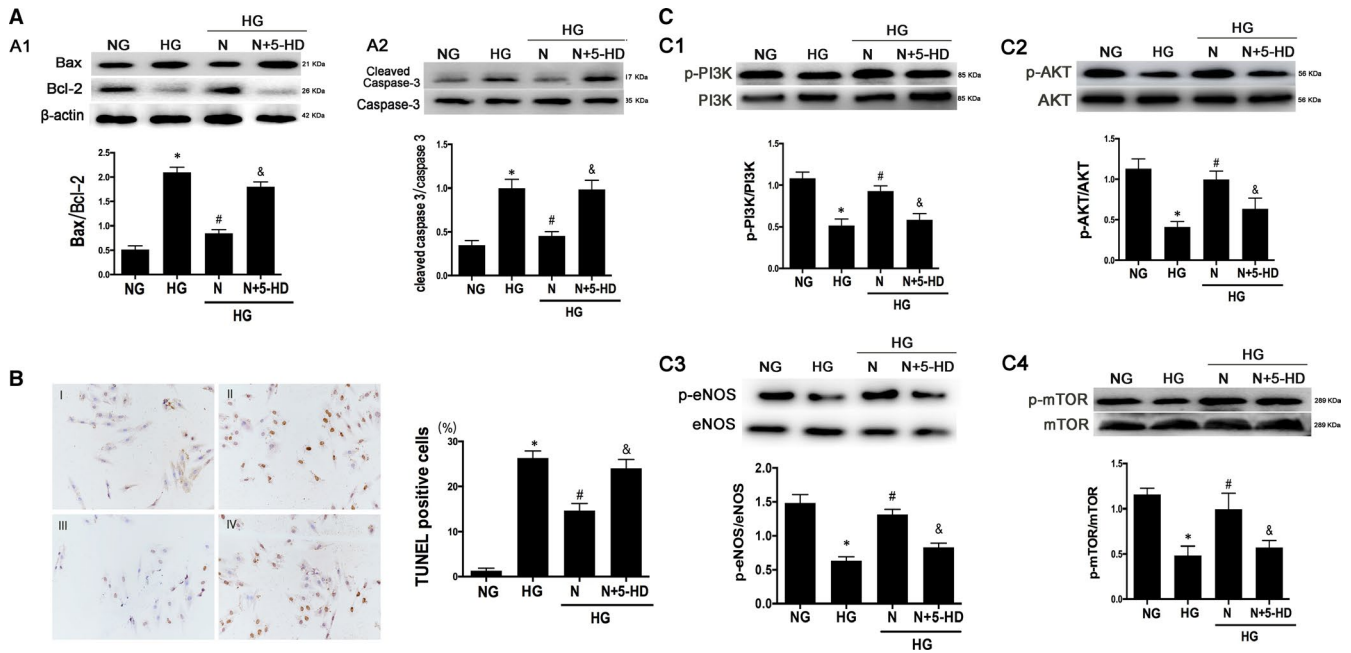 A
A1
HG
NG HG N N+5-HD
Bax 21 KDa
Bcl-2 26 KDa
β-actin 42 KDa
Bax/Bcl-2
2.5
2.0
1.5
1.0
0.5
0.0
*
#
&
NG HG N N+5-HD
HG
A2
HG
NG HG N N+5-HD
Cleaved
Caspase-3 17 KDa
Caspase-3 35 KDa
cleaved caspase 3/caspase 3
1.5
1.0
0.5
0.0
*
#
&
NG HG N N+5-HD
HG
B
I
II
III
IV
(%)
TUNEL positive cells
30
20
10
0
*
#
&
NG HG N N+5-HD
HG
C
C1
HG
NG HG N N+5-HD
p-PI3K 85 KDa
PI3K 85 KDa
p-PI3K/PI3K
1.5
1.0
0.5
0.0
*
#
&
NG HG N N+5-HD
HG
C2
HG
NG HG N N+5-HD
p-AKT 56 KDa
AKT 56 KDa
p-AKT/AKT
1.5
1.0
0.5
0.0
*
#
&
NG HG N N+5-HD
HG
C3
HG
NG HG N N+5-HD
p-eNOS
eNOS
p-eNOS/eNOS
2.0
1.5
1.0
0.5
0.0
*
#
&
NG HG N N+5-HD
HG
C4
HG
NG HG N N+5-HD
p-mTOR 289 KDa
mTOR 289 KDa
p-mTOR/mTOR
1.5
1.0
0.5
0.0
*
#
&
NG HG N N+5-HD
HG